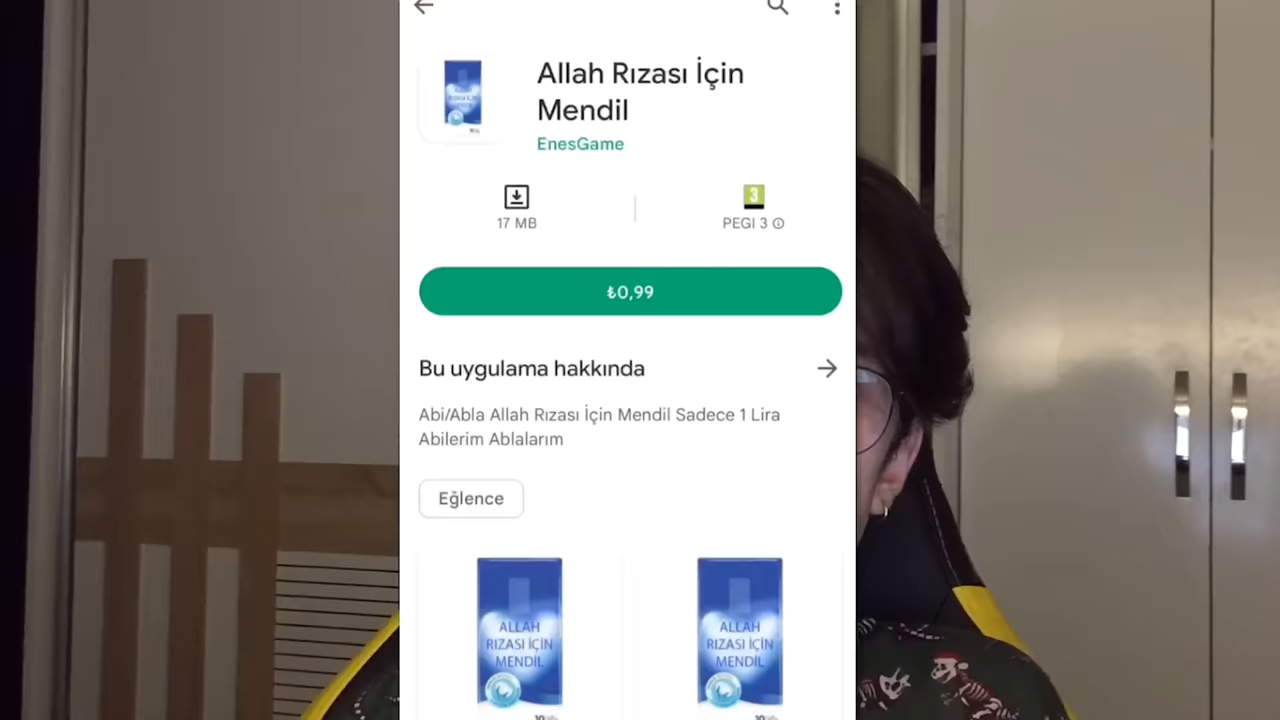 Allah Rızası İçin
Mendil
EnesGame
3
17 MB
PEGI 3
₺0,99
Bu uygulama hakkında
Abi/Abla Allah Rızası İçin Mendil Sadece 1 Lira
Abilerim Ablalarım
Eğlence
ALLAH
RIZASI İÇİN
MENDİL
ALLAH
RIZASI İÇİN
MENDİL